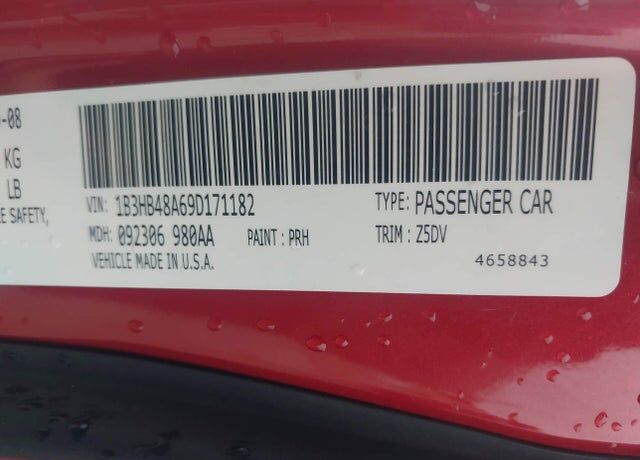 -08
KG
LB
E SAFETY,
VIN: 1B3HB48A69D171182 TYPE: PASSENGER CAR
MDH: 092306 980AA PAINT: PRH TRIM: Z5DV
VEHICLE MADE IN U.S.A. 4658843